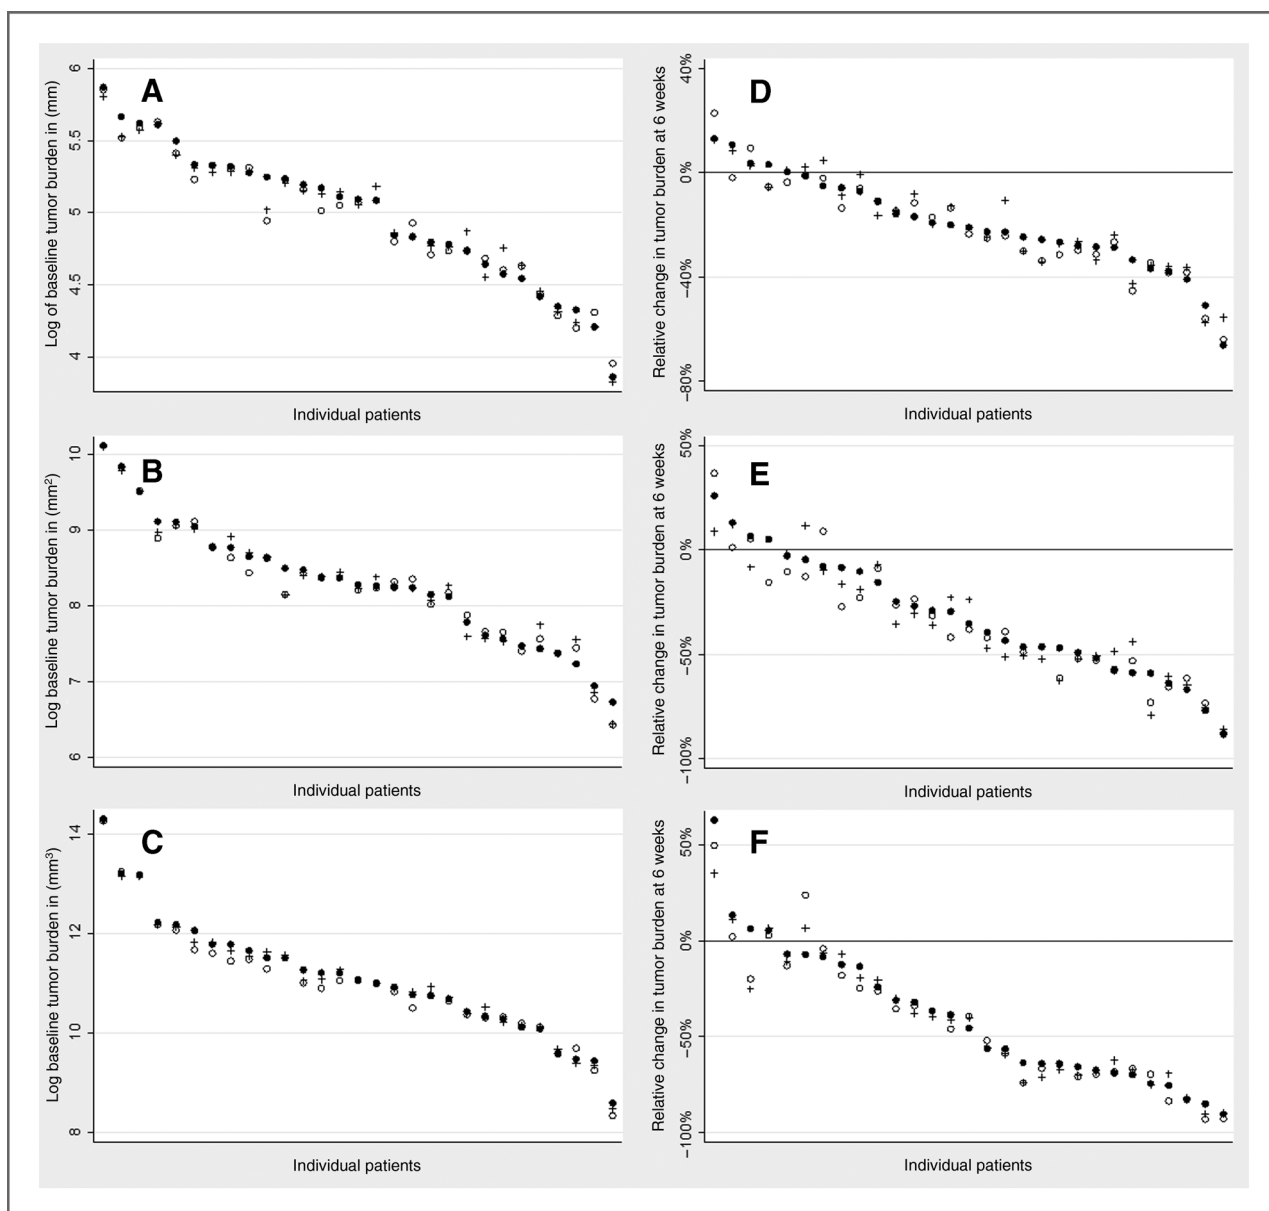 A
Log of baseline tumor burden in (mm)
6
5.5
5
4.5
4
Individual patients
D
Relative change in tumor burden at 6 weeks
40%
0%
−40%
−80%
Individual patients
B
Log baseline tumor burden in (mm²)
10
9
8
7
6
Individual patients
E
Relative change in tumor burden at 6 weeks
50%
0%
−50%
−100%
Individual patients
C
Log baseline tumor burden in (mm³)
14
12
10
8
Individual patients
F
Relative change in tumor burden at 6 weeks
50%
0%
−50%
−100%
Individual patients